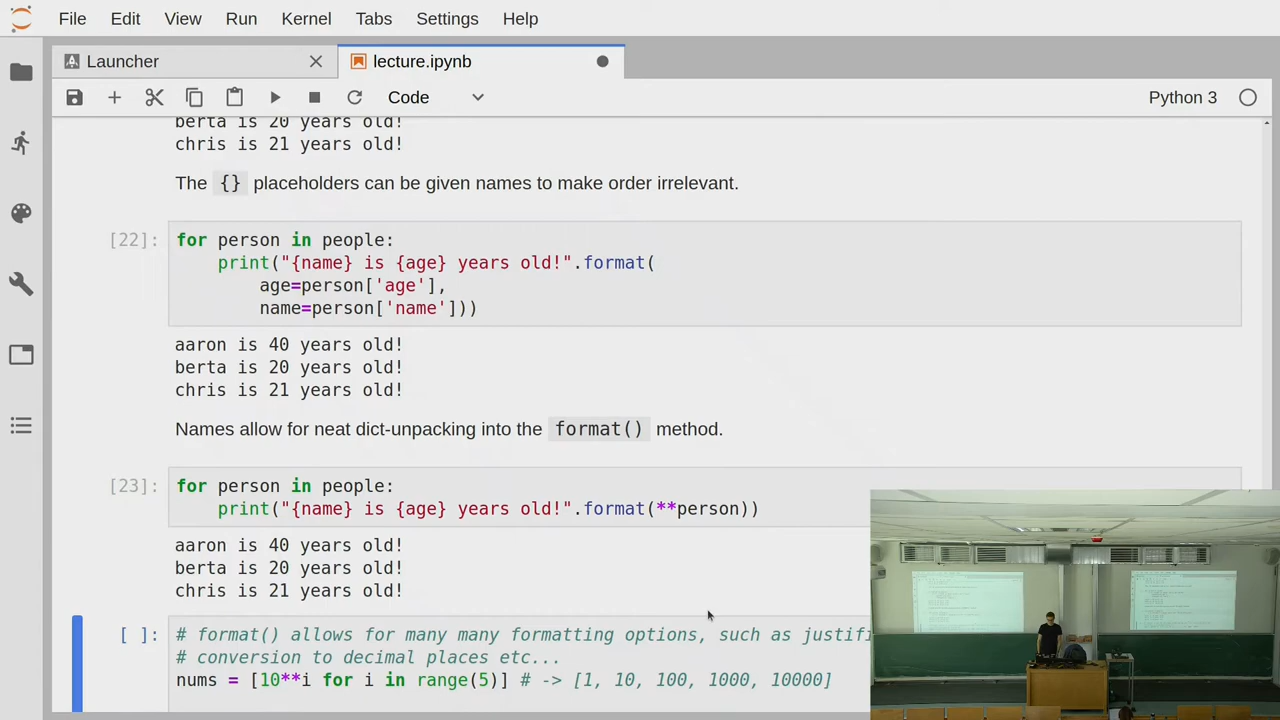 File Edit View Run Kernel Tabs Settings Help
Launcher
lecture.ipynb
Code
Python 3
berta is 20 years old!
chris is 21 years old!
The {} placeholders can be given names to make order irrelevant.
[22]: for person in people:
print("{name} is {age} years old!".format(
age=person['age'],
name=person['name']))
aaron is 40 years old!
berta is 20 years old!
chris is 21 years old!
Names allow for neat dict-unpacking into the format() method.
[23]: for person in people:
print("{name} is {age} years old!".format(**person))
aaron is 40 years old!
berta is 20 years old!
chris is 21 years old!
[ ]: # format() allows for many many formatting options, such as justifi
# conversion to decimal places etc...
nums = [10**i for i in range(5)] # -> [1, 10, 100, 1000, 10000]